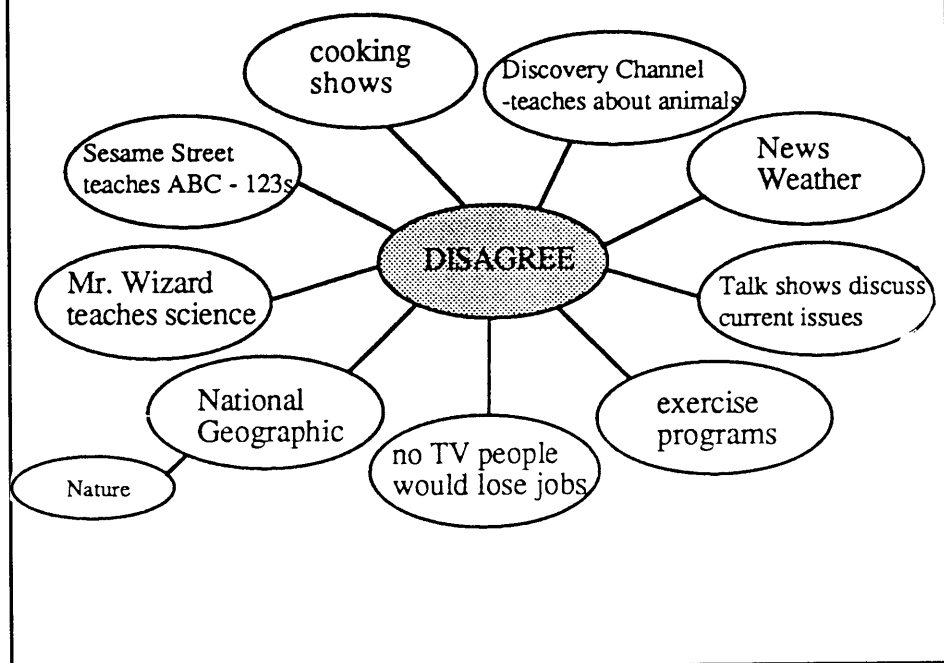 cooking
shows
Discovery Channel
-teaches about animals
Sesame Street
teaches ABC - 123s
News
Weather
DISAGREE
Mr. Wizard
teaches science
Talk shows discuss
current issues
National
Geographic
exercise
programs
no TV people
would lose jobs
Nature